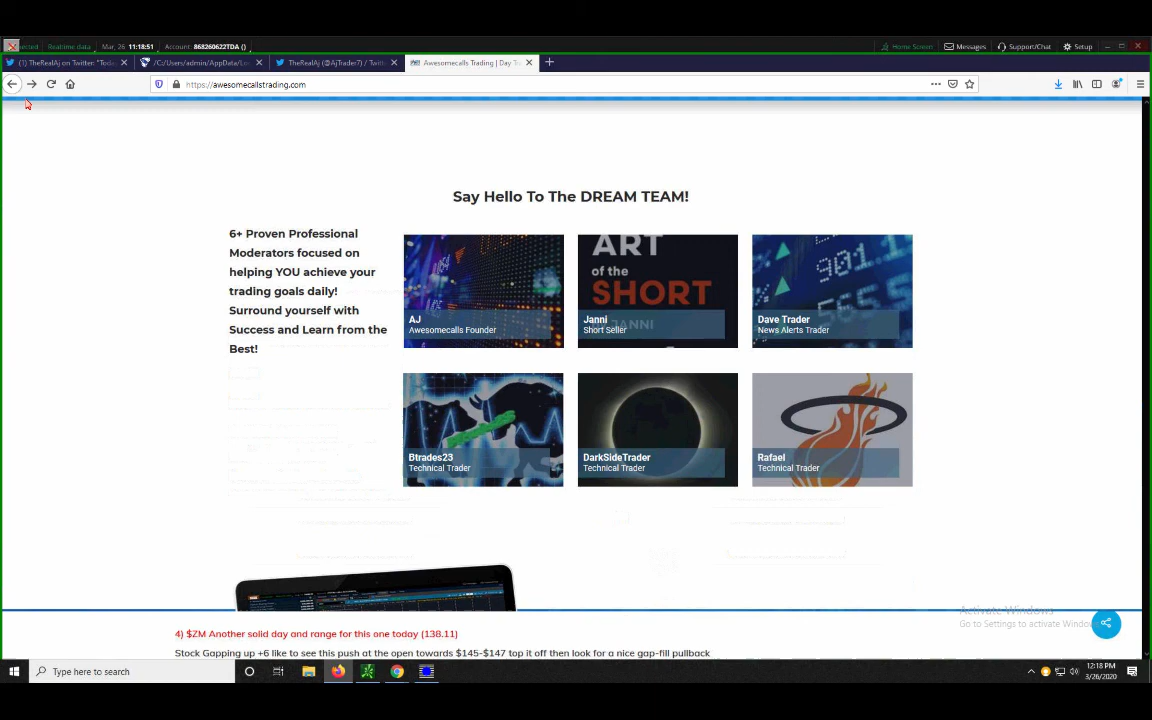 Realtime data
Mar, 26 11:18:51
Account: 868260622TDA ()
Home Screen
Messages
Support/Chat
Setup
(1) TheRealAj on Twitter: "Toda
/C:/Users/admin/AppData/Lo
TheRealAj (@AjTrader7) / Twitte
Awesomecalls Trading | Day Tr
https://awesomecallstrading.com
Say Hello To The DREAM TEAM!
6+ Proven Professional
Moderators focused on
helping YOU achieve your
trading goals daily!
Surround yourself with
Success and Learn from the
Best!
AJ
Awesomecalls Founder
ART
of the
SHORT
JANNI
Janni
Short Seller
901
Dave Trader
News Alerts Trader
Btrades23
Technical Trader
DarkSideTrader
Technical Trader
Rafael
Technical Trader
Activate Windows
Go to Settings to activate Windows
4) $ZM Another solid day and range for this one today (138.11)
Stock Gapping up +6 like to see this push at the open towards $145-$147 top it off then look for a nice gap-fill pullback
Type here to search
12:18 PM
3/26/2020